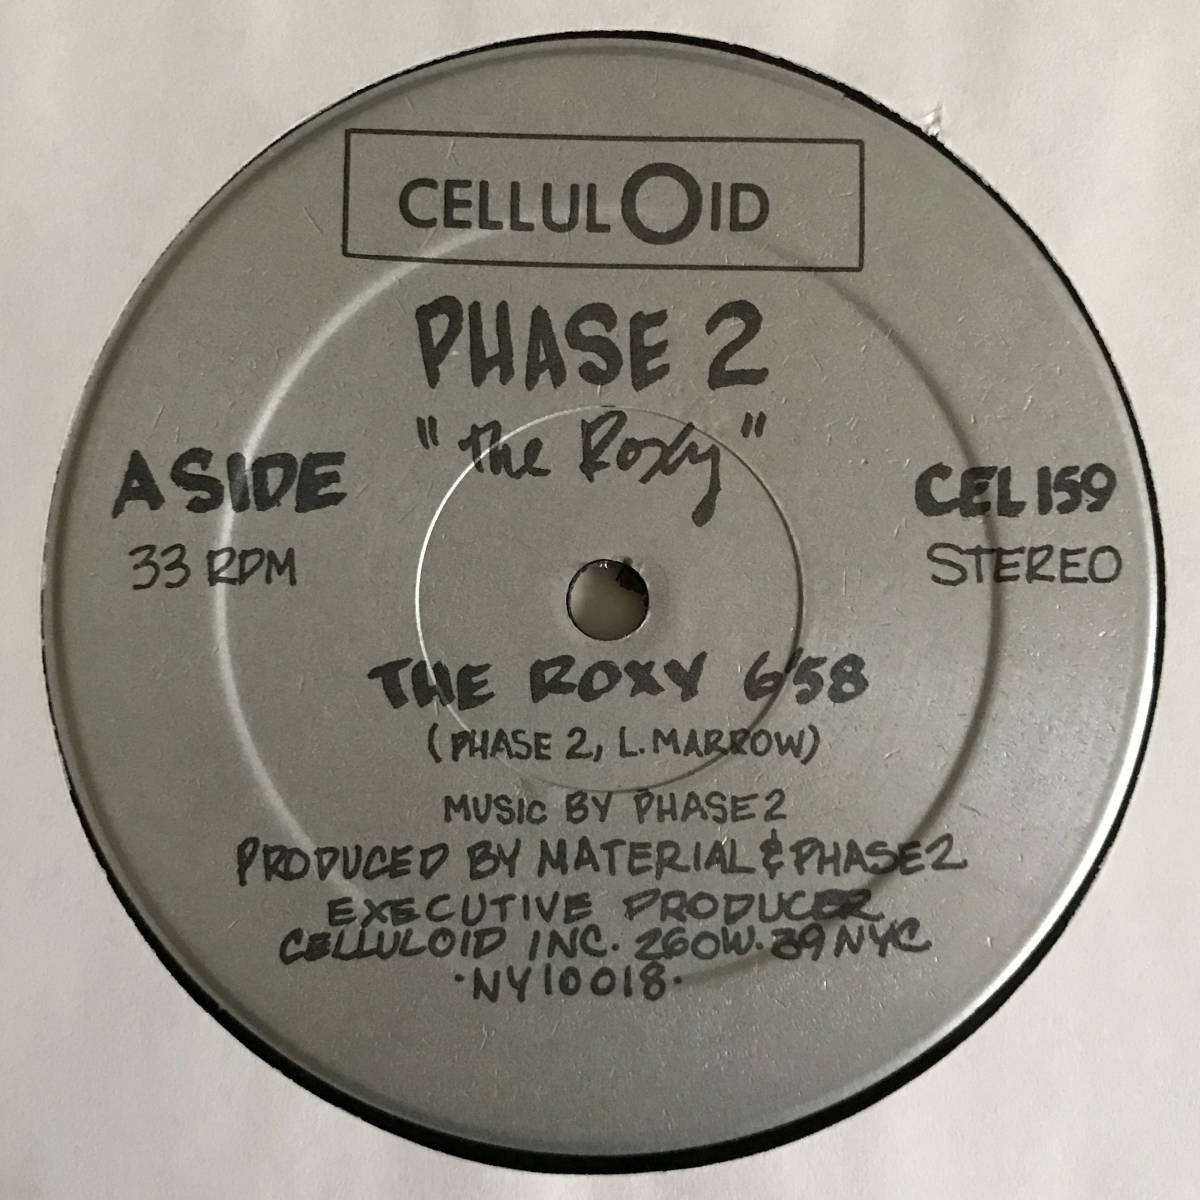 CELLULOID
PHASE 2
"The Roxy"
A SIDE
CEL 159
33 RPM
STEREO
THE ROXY 6'58
(PHASE 2, L. MARROW)
MUSIC BY PHASE 2
PRODUCED BY MATERIAL & PHASE 2
EXECUTIVE PRODUCER
CELLULOID INC. 260 W. 39 NYC
·NY 10018·